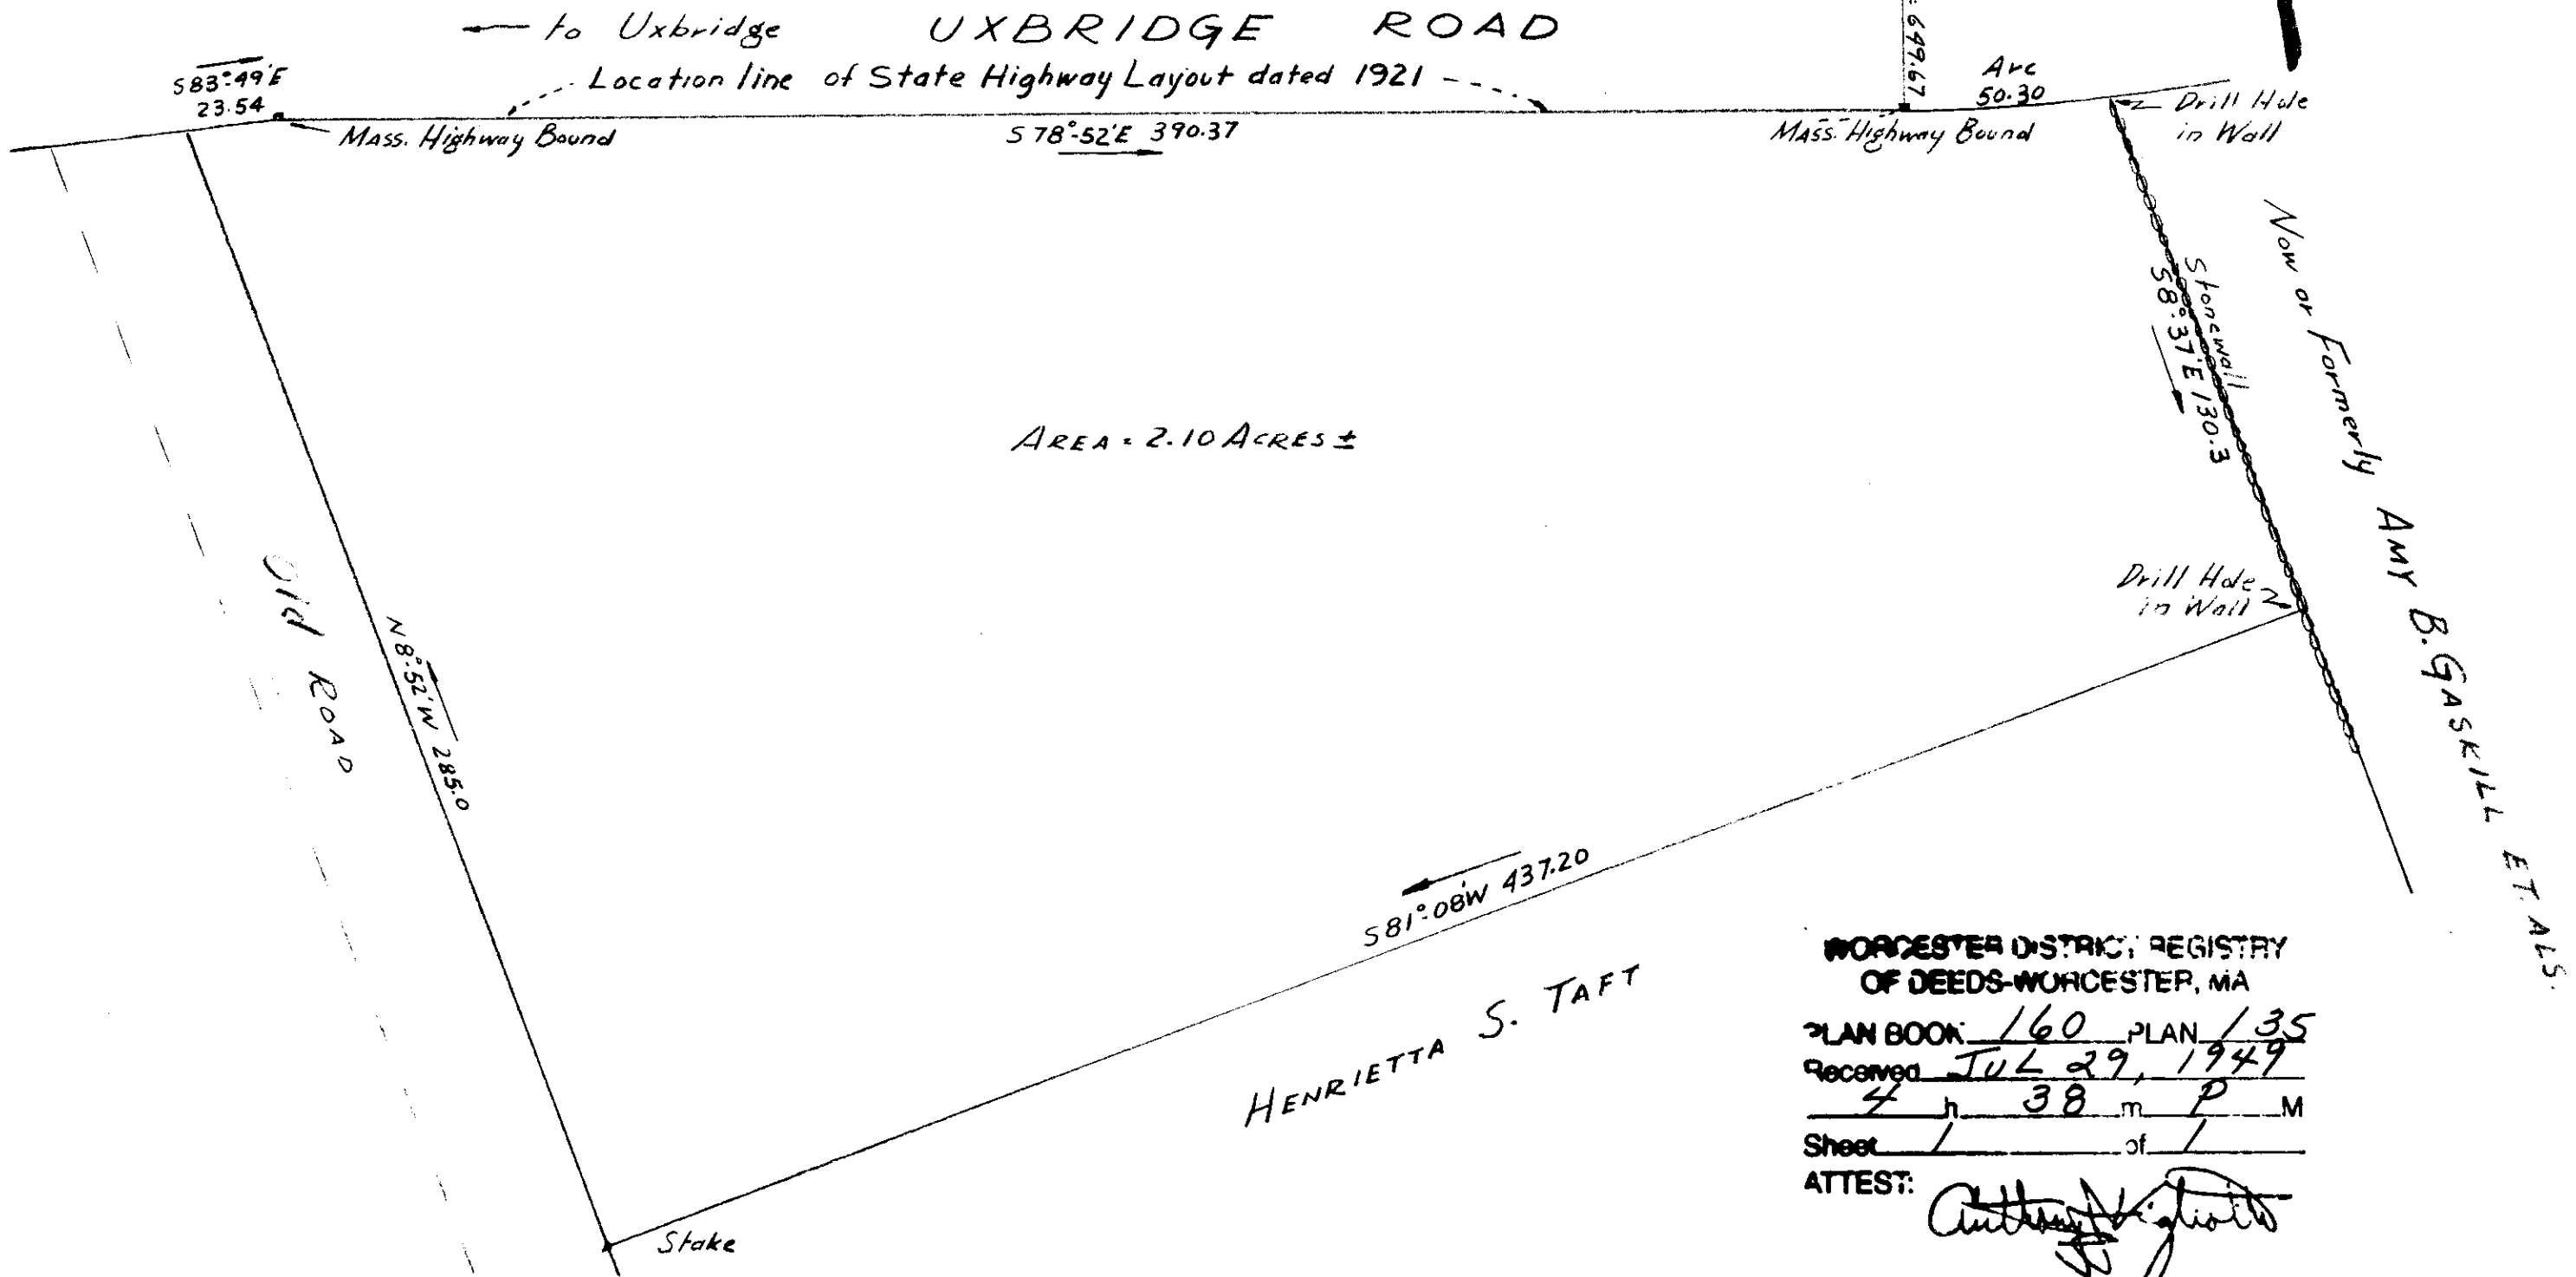 ← to Uxbridge UXBRIDGE ROAD
Location line of State Highway Layout dated 1921
S83°-49'E
23.54
Mass. Highway Bound
S 78°-52'E 390.37
649.67
Arc
50.30
Mass. Highway Bound
Drill Hole
in Wall
Stonewall
S8°-37'E 130.3
Now or Formerly AMY B. GASKILL ET. ALS.
AREA = 2.10 ACRES ±
Old ROAD
N8°-52'W 285.0
Drill Hole
in Wall
S81°-08'W 437.20
HENRIETTA S. TAFT
Stake
WORCESTER DISTRICT REGISTRY
OF DEEDS-WORCESTER, MA
PLAN BOOK 160 PLAN 135
Received JUL 29, 1949
4 h 38 m P M
Sheet 1 of 1
ATTEST: